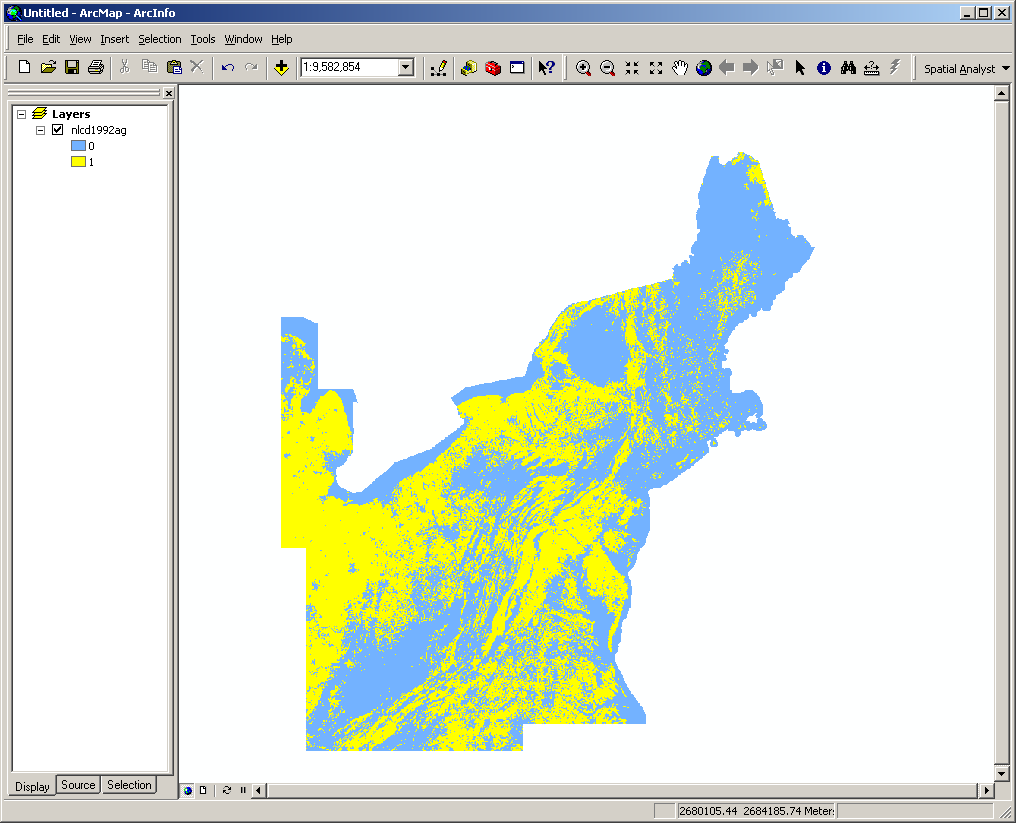 Untitled - ArcMap - ArcInfo
File Edit View Insert Selection Tools Window Help
1:9,582,854
Spatial Analyst
Layers
nlcd1992ag
0
1
Display Source Selection
2680105.44 2684185.74 Meter: